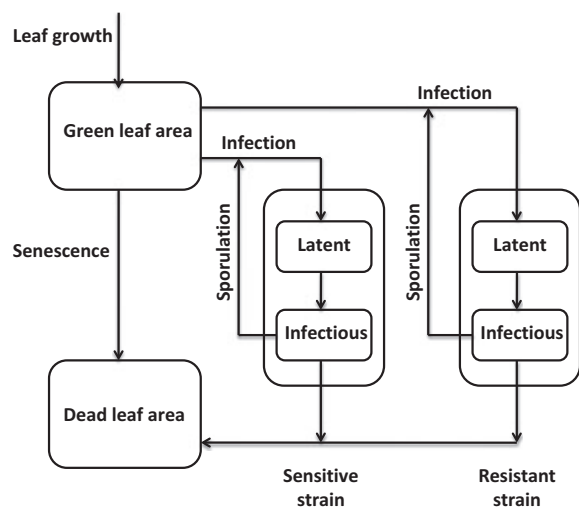 Leaf growth
Green leaf area
Infection
Infection
Sporulation
Sporulation
Latent
Latent
Senescence
Infectious
Infectious
Dead leaf area
Sensitive
strain
Resistant
strain